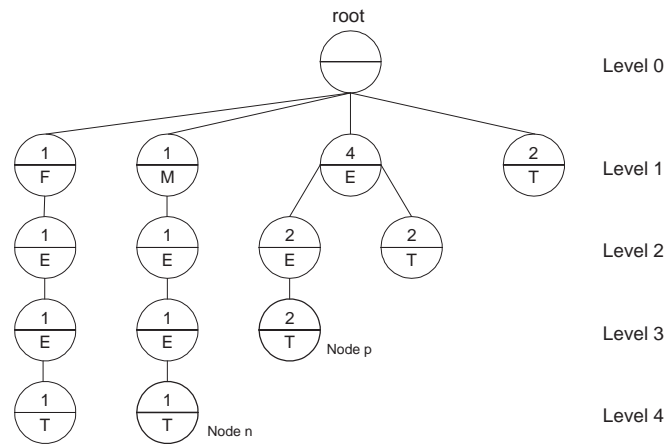 root
Level 0
1 1 4 2
F M E T
Level 1
1 1 2 2
E E E T
Level 2
1 1 2
E E T
Node p
Level 3
1 1
T T
Node n
Level 4